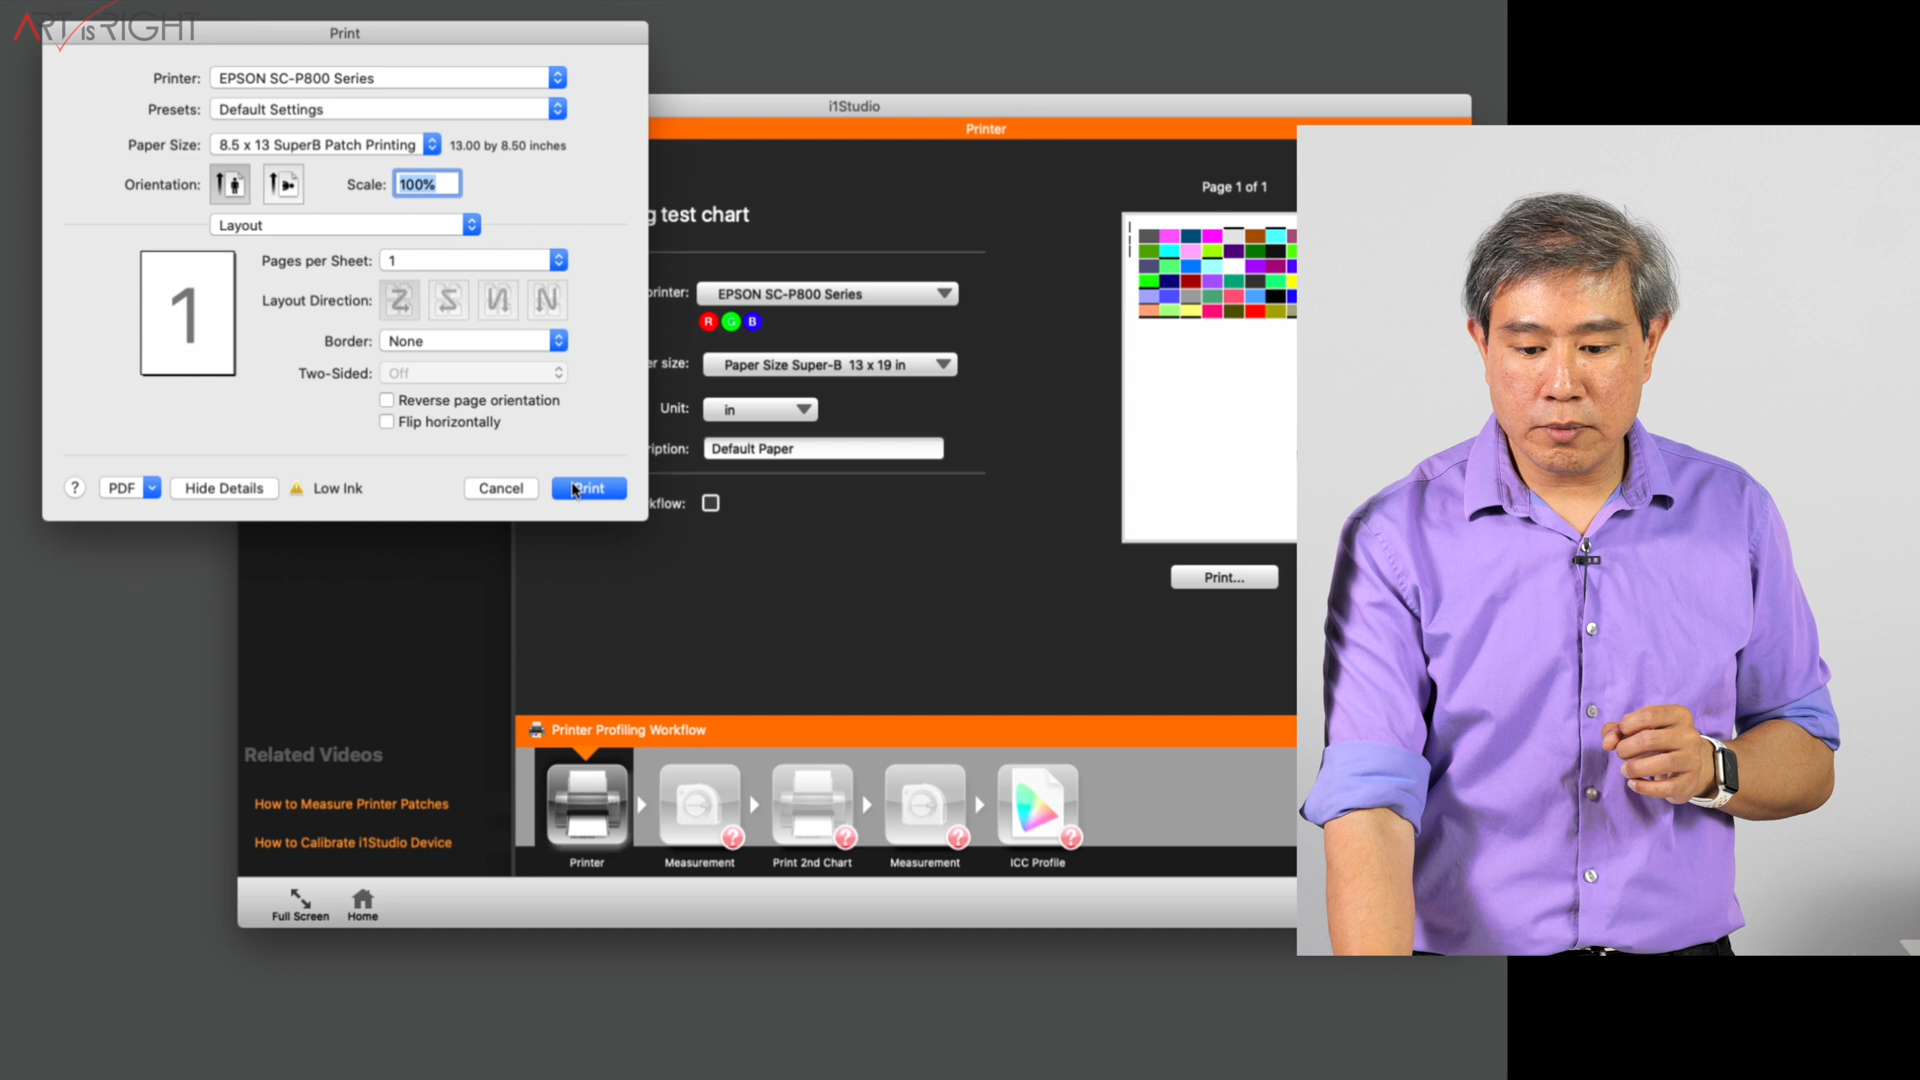 ART is RIGHT
Print
Printer: EPSON SC-P800 Series
Presets: Default Settings
Paper Size: 8.5 x 13 SuperB Patch Printing 13.00 by 8.50 inches
Orientation: Scale: 100%
Layout
1
Pages per Sheet: 1
Layout Direction:
Border: None
Two-Sided: Off
Reverse page orientation
Flip horizontally
? PDF Hide Details Low Ink Cancel Print
i1Studio
Printer
g test chart
Page 1 of 1
printer: EPSON SC-P800 Series
R G B
er size: Paper Size Super-B 13 x 19 in
Unit: in
ription: Default Paper
kflow:
Print...
Printer Profiling Workflow
Printer Measurement Print 2nd Chart Measurement ICC Profile
? ? ? ?
Related Videos
How to Measure Printer Patches
How to Calibrate i1Studio Device
Full Screen Home